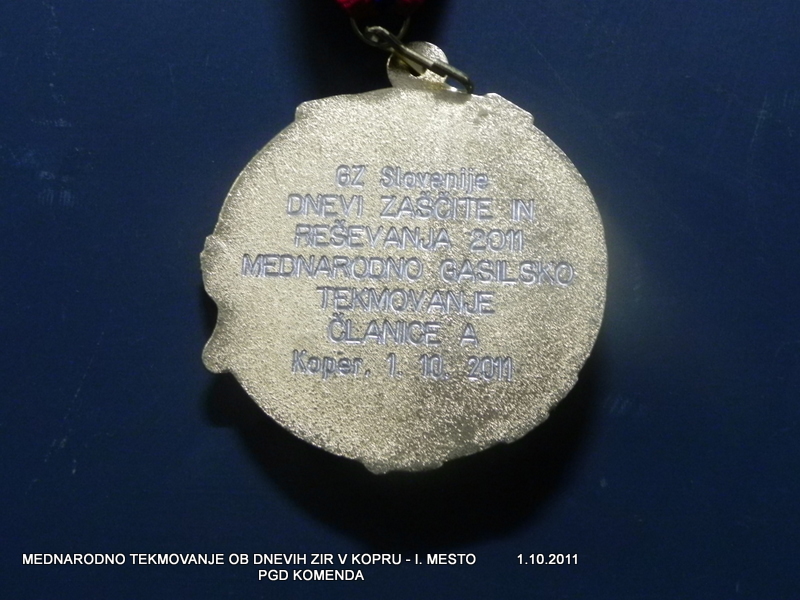 GZ Slovenije
DNEVI ZAŠČITE IN
REŠEVANJA 2011
MEDNARODNO GASILSKO
TEKMOVANJE
ČLANICE A
Koper, 1. 10. 2011
MEDNARODNO TEKMOVANJE OB DNEVIH ZIR V KOPRU - I. MESTO 1.10.2011
PGD KOMENDA